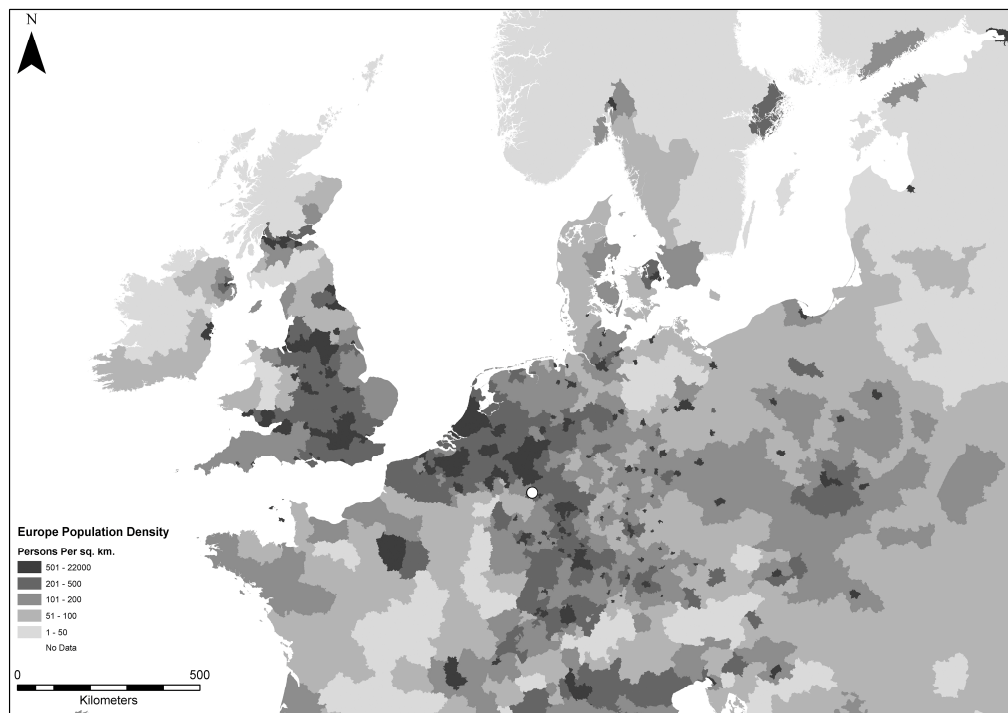 N
Europe Population Density
Persons Per sq. km.
501 - 22000
201 - 500
101 - 200
51 - 100
1 - 50
No Data
0 500
Kilometers